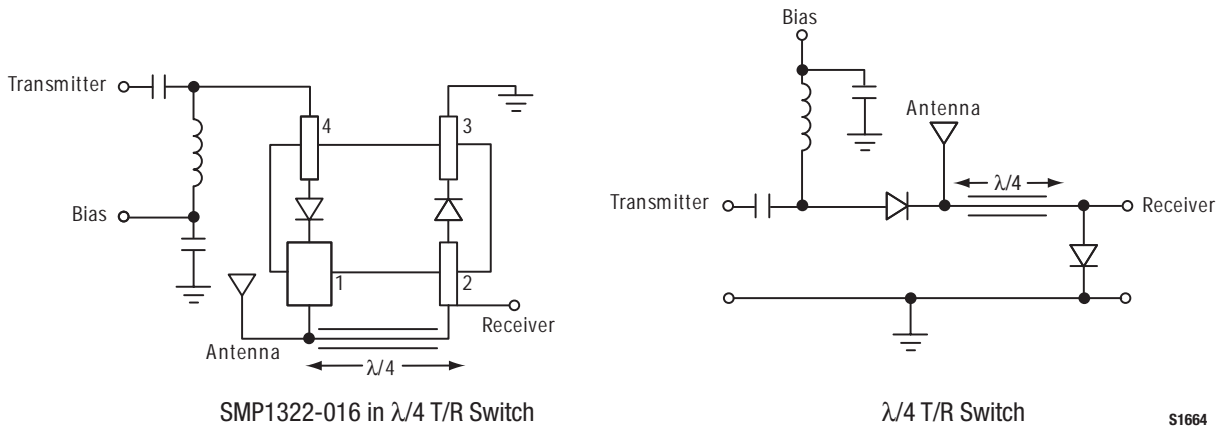 Transmitter
Bias
Antenna
4
3
1
2
Receiver
λ/4
SMP1322-016 in λ/4 T/R Switch
Bias
Antenna
λ/4
Transmitter
Receiver
λ/4 T/R Switch
S1664